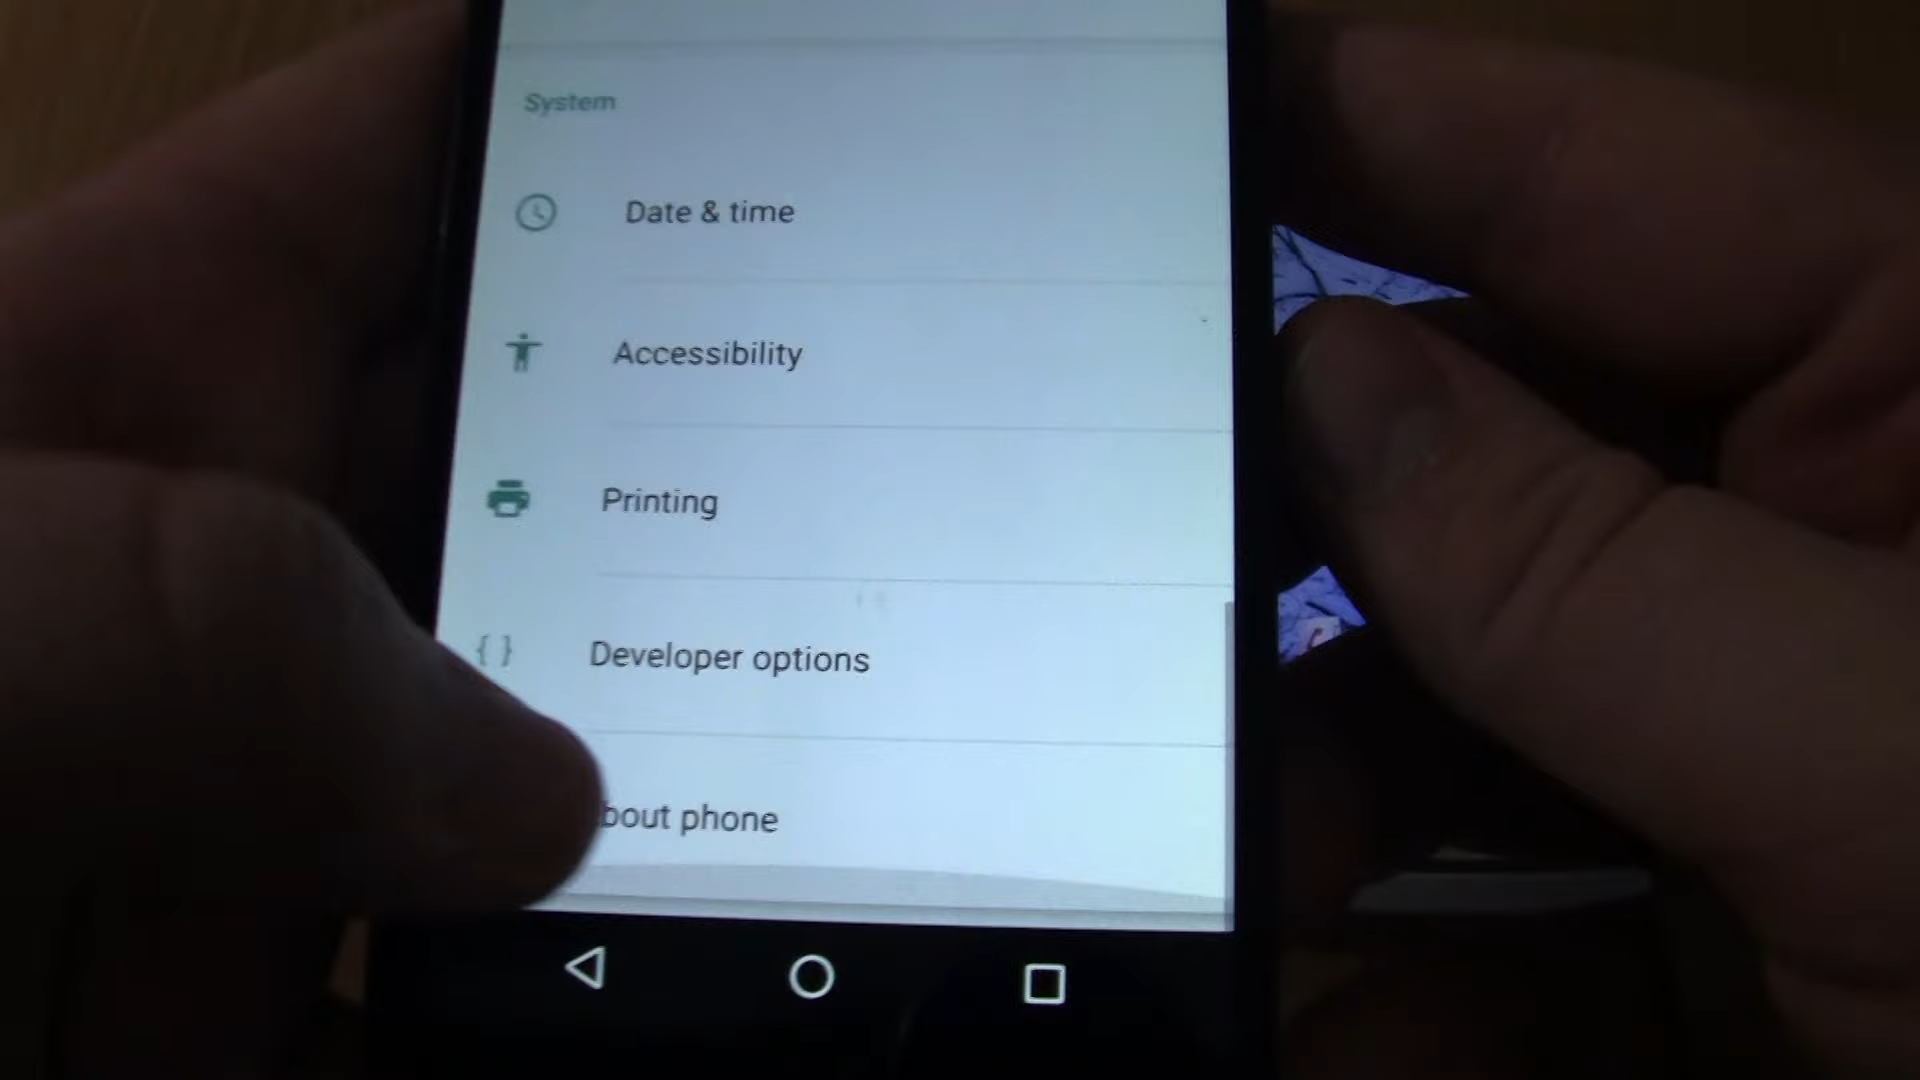 System
Date & time
Accessibility
Printing
{ } Developer options
bout phone